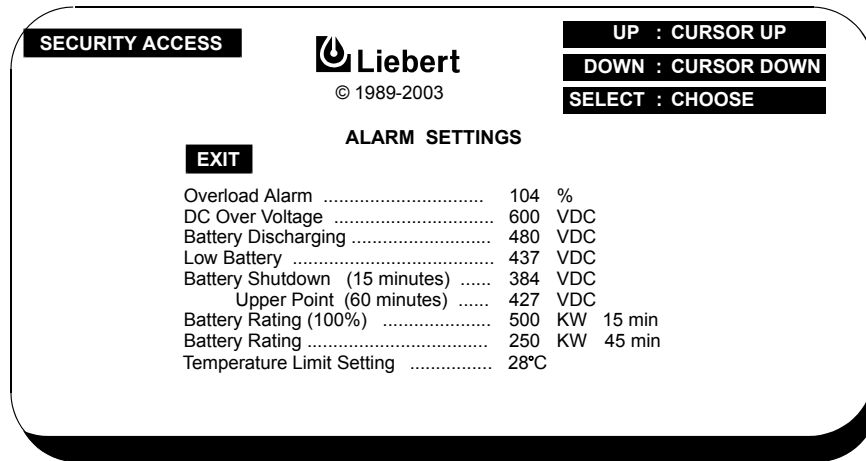 SECURITY ACCESS
Liebert
© 1989-2003
UP : CURSOR UP
DOWN : CURSOR DOWN
SELECT : CHOOSE
ALARM SETTINGS
EXIT
Overload Alarm ............................... 104 %
DC Over Voltage ............................... 600 VDC
Battery Discharging ........................... 480 VDC
Low Battery ....................................... 437 VDC
Battery Shutdown (15 minutes) ...... 384 VDC
Upper Point (60 minutes) ...... 427 VDC
Battery Rating (100%) ..................... 500 KW 15 min
Battery Rating ................................... 250 KW 45 min
Temperature Limit Setting ................ 28°C